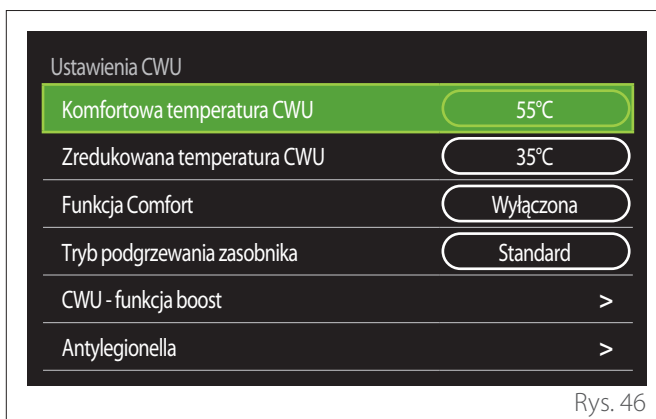 Ustawienia CWU
Komfortowa temperatura CWU 55°C
Zredukowana temperatura CWU 35°C
Funkcja Comfort Wyłączona
Tryb podgrzewania zasobnika Standard
CWU - funkcja boost >
Antylegionella >
Rys. 46